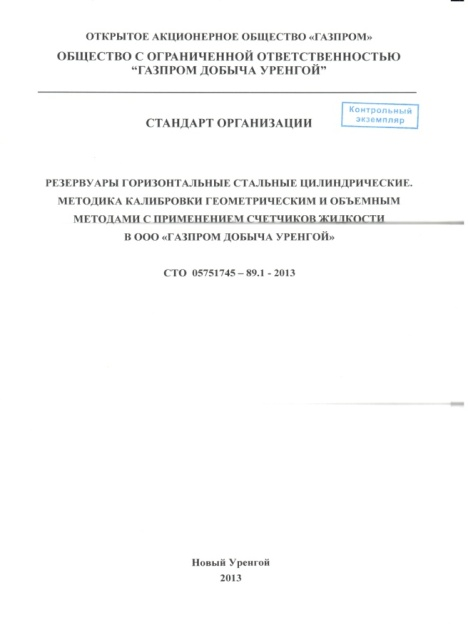 ОТКРЫТОЕ АКЦИОНЕРНОЕ ОБЩЕСТВО «ГАЗПРОМ»
ОБЩЕСТВО С ОГРАНИЧЕННОЙ ОТВЕТСТВЕННОСТЬЮ
“ГАЗПРОМ ДОБЫЧА УРЕНГОЙ”
Контрольный
экземпляр
СТАНДАРТ ОРГАНИЗАЦИИ
РЕЗЕРВУАРЫ ГОРИЗОНТАЛЬНЫЕ СТАЛЬНЫЕ ЦИЛИНДРИЧЕСКИЕ.
МЕТОДИКА КАЛИБРОВКИ ГЕОМЕТРИЧЕСКИМ И ОБЪЕМНЫМ
МЕТОДАМИ С ПРИМЕНЕНИЕМ СЧЕТЧИКОВ ЖИДКОСТИ
В ООО «ГАЗПРОМ ДОБЫЧА УРЕНГОЙ»
СТО 05751745 – 89.1 - 2013
Новый Уренгой
2013